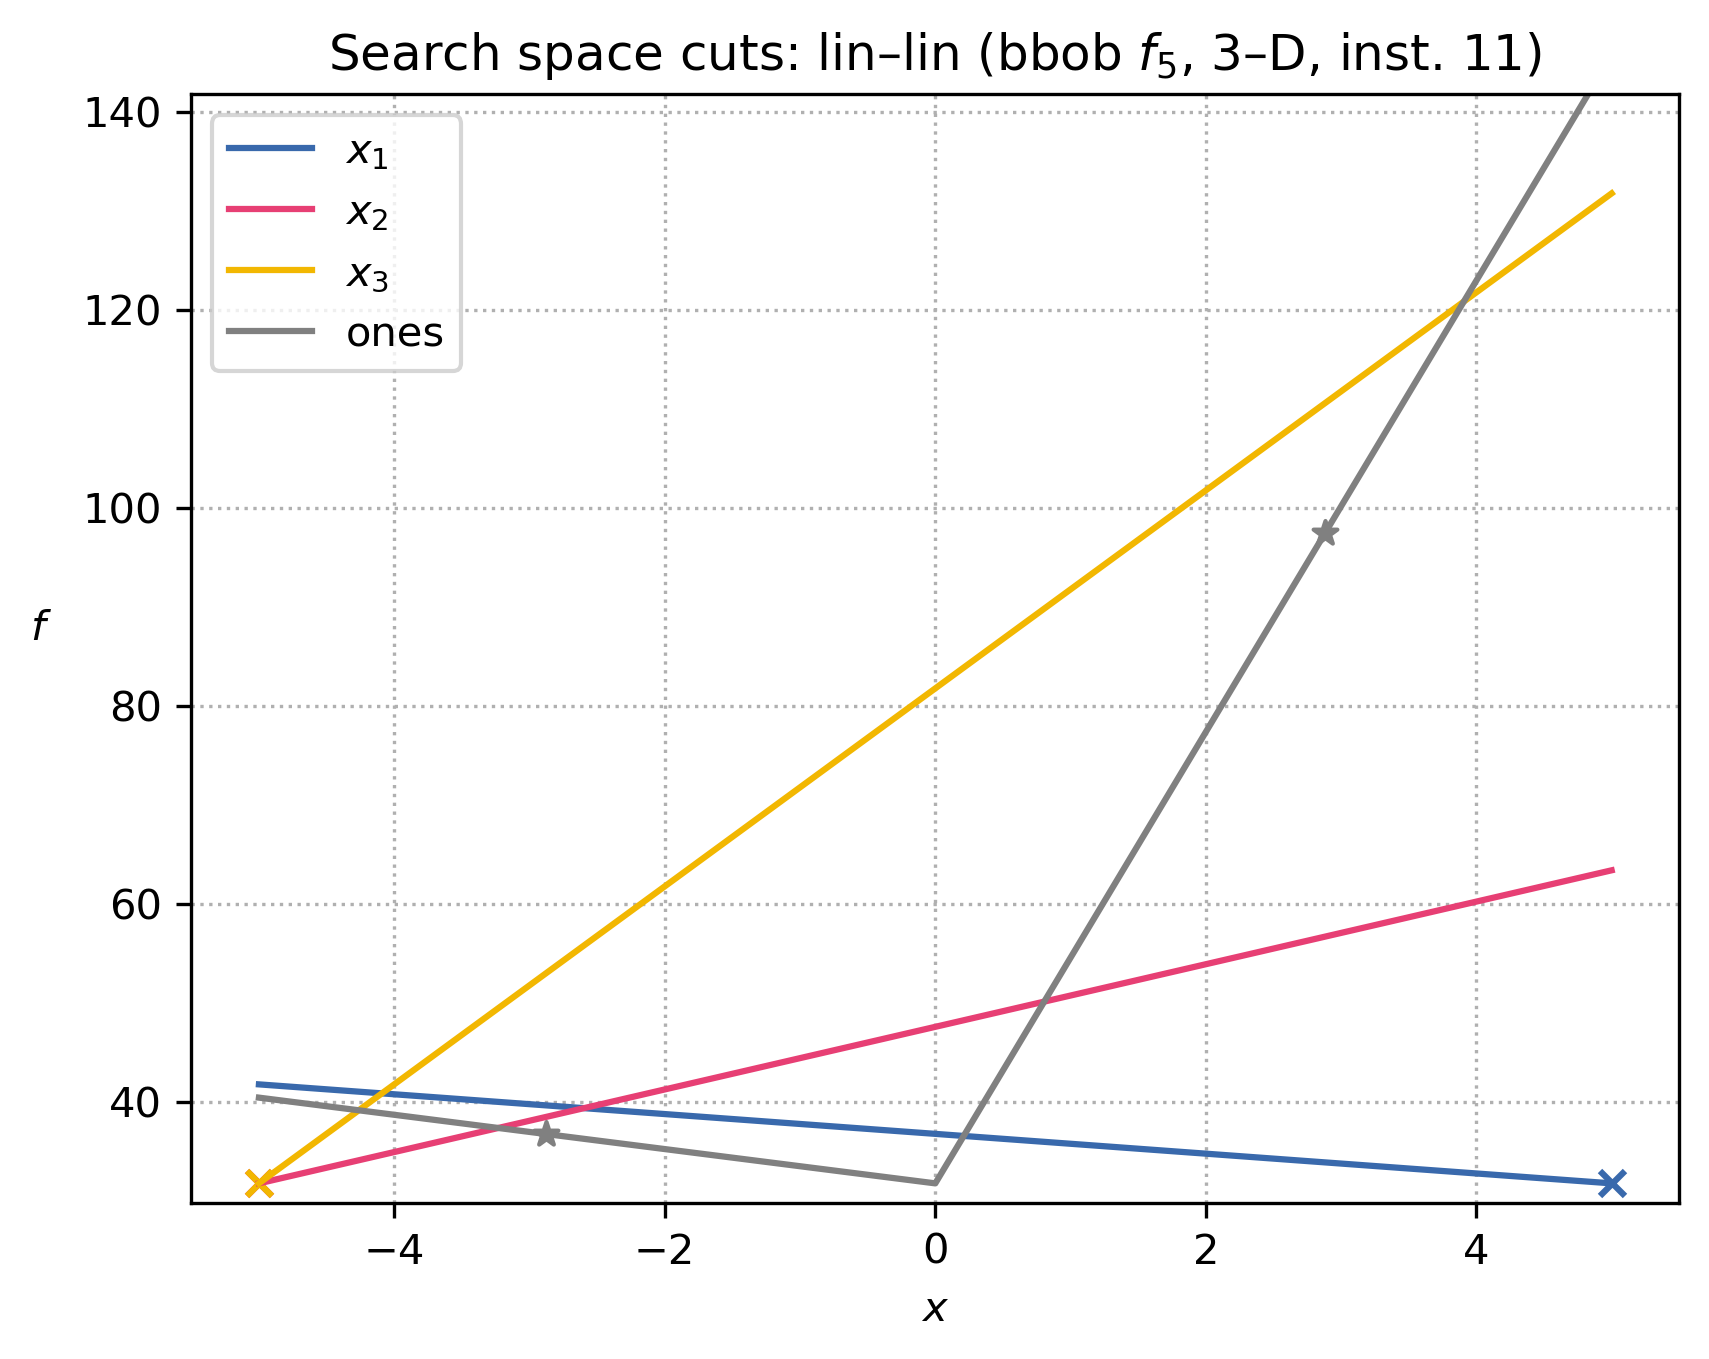 Search space cuts: lin–lin (bbob f₅, 3–D, inst. 11)
140
120
100
80
60
40
f
x₁
x₂
x₃
ones
−4 −2 0 2 4
x